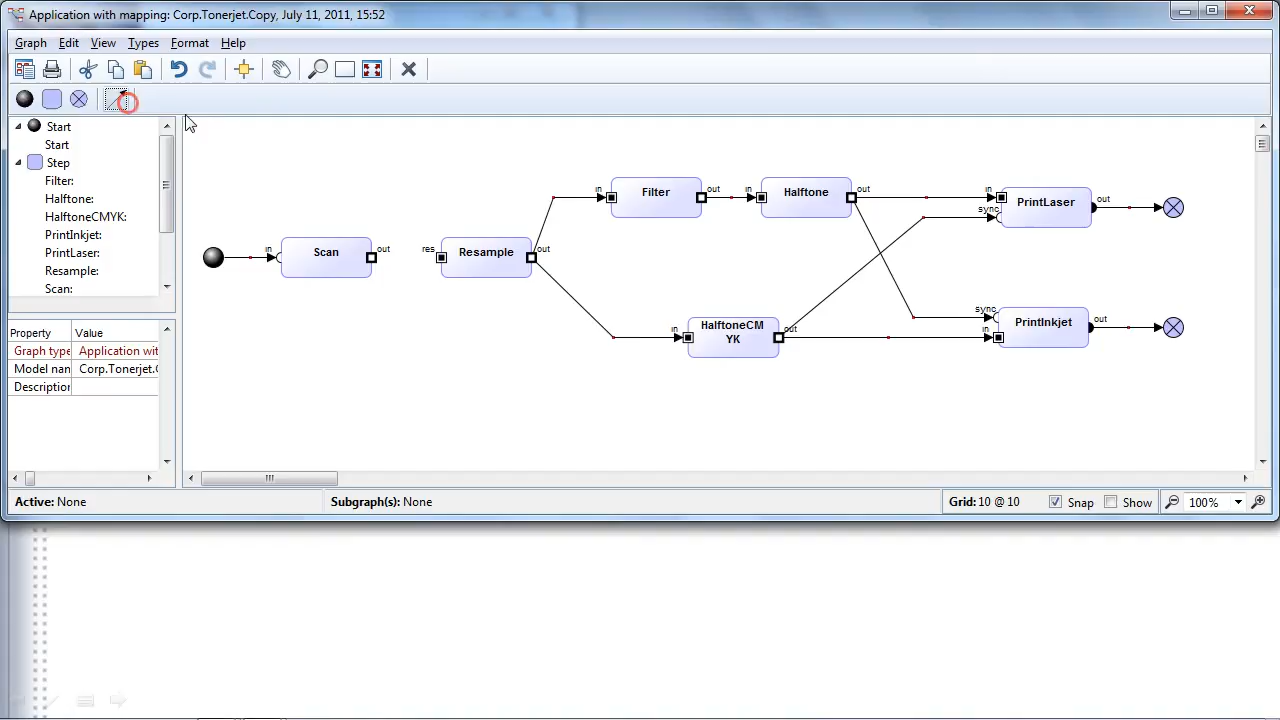 Application with mapping: Corp.Tonerjet.Copy, July 11, 2011, 15:52
Graph Edit View Types Format Help
Start
Start
Step
Filter:
Halftone:
HalftoneCMYK:
PrintInkjet:
PrintLaser:
Resample:
Scan:
Property Value
Graph type Application wit
Model nan Corp.Tonerjet.C
Description
in Filter out
in Halftone out
in PrintLaser out
sync
in Scan out
res Resample out
in HalftoneCM
YK out
sync PrintInkjet out
in
Active: None
Subgraph(s): None
Grid: 10 @ 10 Snap Show 100%